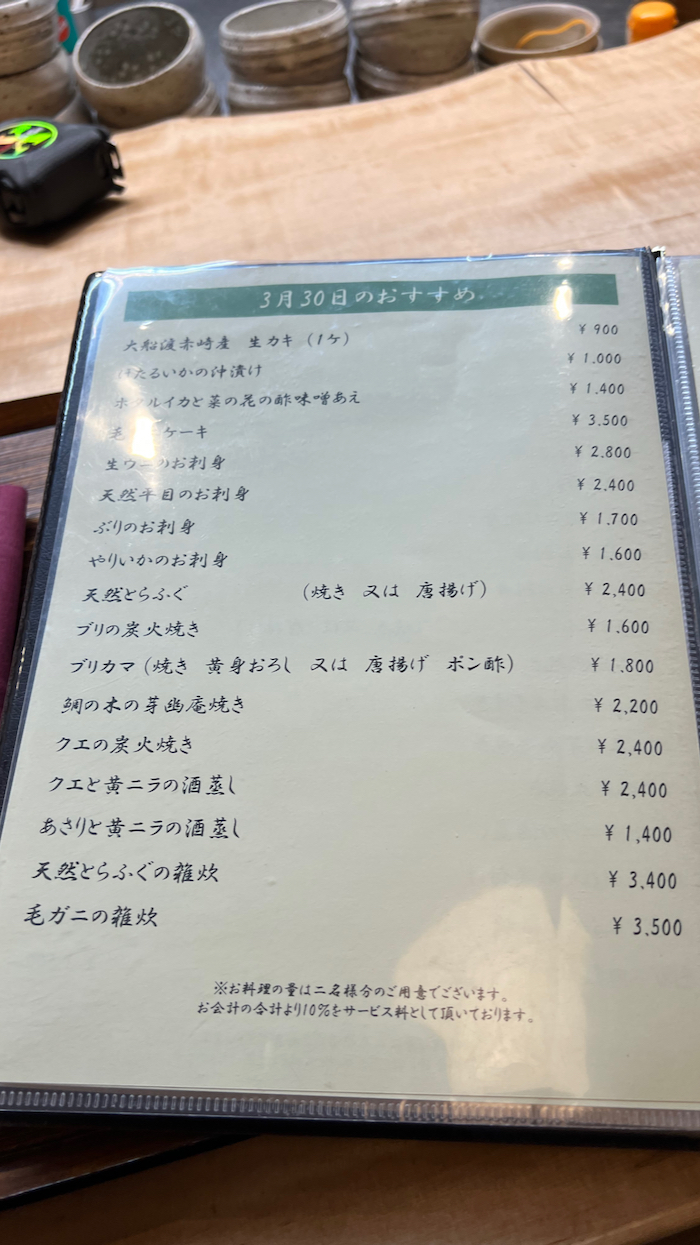 3月30日のおすすめ
大船渡赤崎産 生カキ (1ケ) ¥ 900
ほたるいかの沖漬け ¥ 1.000
ホタルイカと菜の花の酢味噌あえ ¥ 1.400
毛 ケーキ ¥ 3.500
生ウニのお刺身 ¥ 2.800
天然平目のお刺身 ¥ 2.400
ぶりのお刺身 ¥ 1.700
やりいかのお刺身 ¥ 1.600
天然とらふぐ (焼き 又は 唐揚げ) ¥ 2,400
ブリの炭火焼き ¥ 1.600
ブリカマ (焼き 黄身おろし 又は 唐揚げ ポン酢) ¥ 1.800
鯛の木の芽幽庵焼き ¥ 2,200
クエの炭火焼き ¥ 2,400
クエと黄ニラの酒蒸し ¥ 2,400
あさりと黄ニラの酒蒸し ¥ 1,400
天然とらふぐの雑炊 ¥ 3.400
毛ガニの雑炊 ¥ 3.500
※お料理の量は二名様分のご用意でございます。
お会計の合計より10%をサービス料として頂いております。